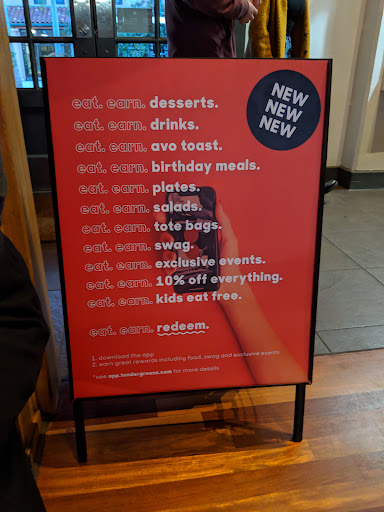 NEW
NEW
NEW
eat. earn. desserts.
eat. earn. drinks.
eat. earn. avo toast.
eat. earn. birthday meals.
eat. earn. plates.
eat. earn. salads.
eat. earn. tote bags.
eat. earn. swag.
eat. earn. exclusive events.
eat. earn. 10% off everything.
eat. earn. kids eat free.
eat. earn. redeem.
1. download the app
2. earn great rewards including food, swag and exclusive events
*see app.tendergreens.com for more details